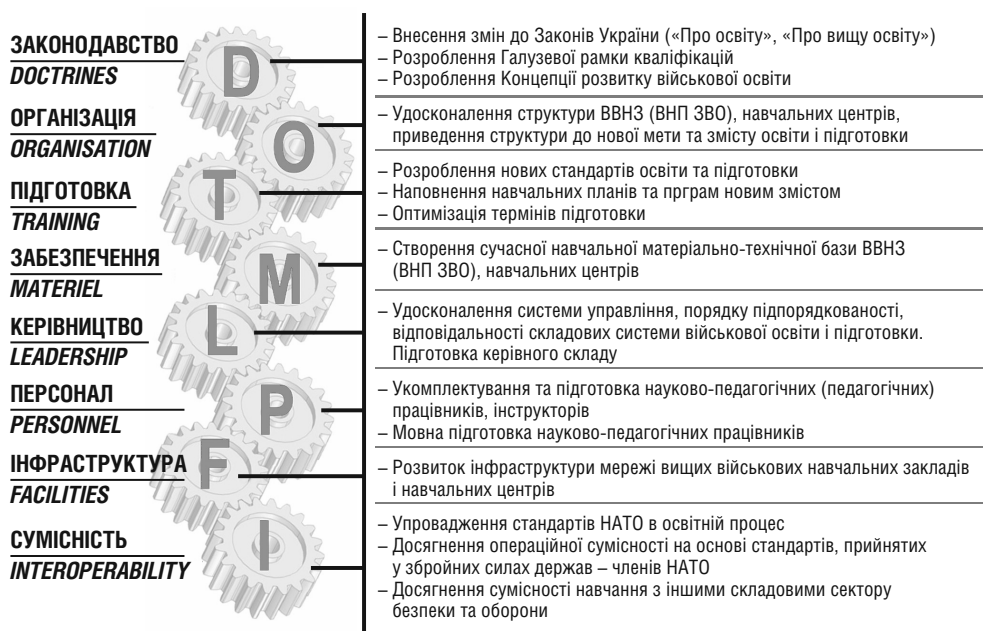 ЗАКОНОДАВСТВО
DOCTRINES
D
– Внесення змін до Законів України («Про освіту», «Про вищу освіту»)
– Розроблення Галузевої рамки кваліфікацій
– Розроблення Концепції розвитку військової освіти
ОРГАНІЗАЦІЯ
ORGANISATION
O
– Удосконалення структури ВВНЗ (ВНП ЗВО), навчальних центрів,
приведення структури до нової мети та змісту освіти і підготовки
ПІДГОТОВКА
TRAINING
T
– Розроблення нових стандартів освіти та підготовки
– Наповнення навчальних планів та прграм новим змістом
– Оптимізація термінів підготовки
ЗАБЕЗПЕЧЕННЯ
MATERIEL
M
– Створення сучасної навчальної матеріально-технічної бази ВВНЗ
(ВНП ЗВО), навчальних центрів
КЕРІВНИЦТВО
LEADERSHIP
L
– Удосконалення системи управління, порядку підпорядкованості,
відповідальності складових системи військової освіти і підготовки.
Підготовка керівного складу
ПЕРСОНАЛ
PERSONNEL
P
– Укомплектування та підготовка науково-педагогічних (педагогічних)
працівників, інструкторів
– Мовна підготовка науково-педагогічних працівників
ІНФРАСТРУКТУРА
FACILITIES
F
– Розвиток інфраструктури мережі вищих військових навчальних закладів
і навчальних центрів
СУМІСНІСТЬ
INTEROPERABILITY
I
– Упровадження стандартів НАТО в освітній процес
– Досягнення операційної сумісності на основі стандартів, прийнятих
у збройних силах держав – членів НАТО
– Досягнення сумісності навчання з іншими складовими сектору
безпеки та оборони